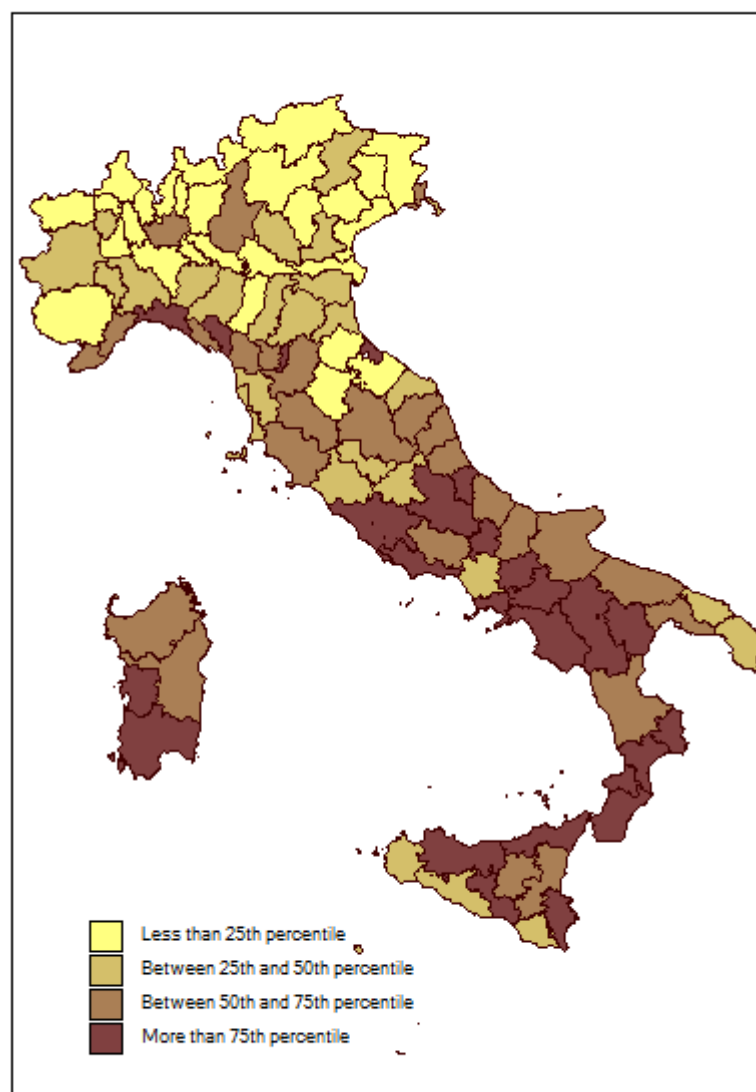 Less than 25th percentile
Between 25th and 50th percentile
Between 50th and 75th percentile
More than 75th percentile